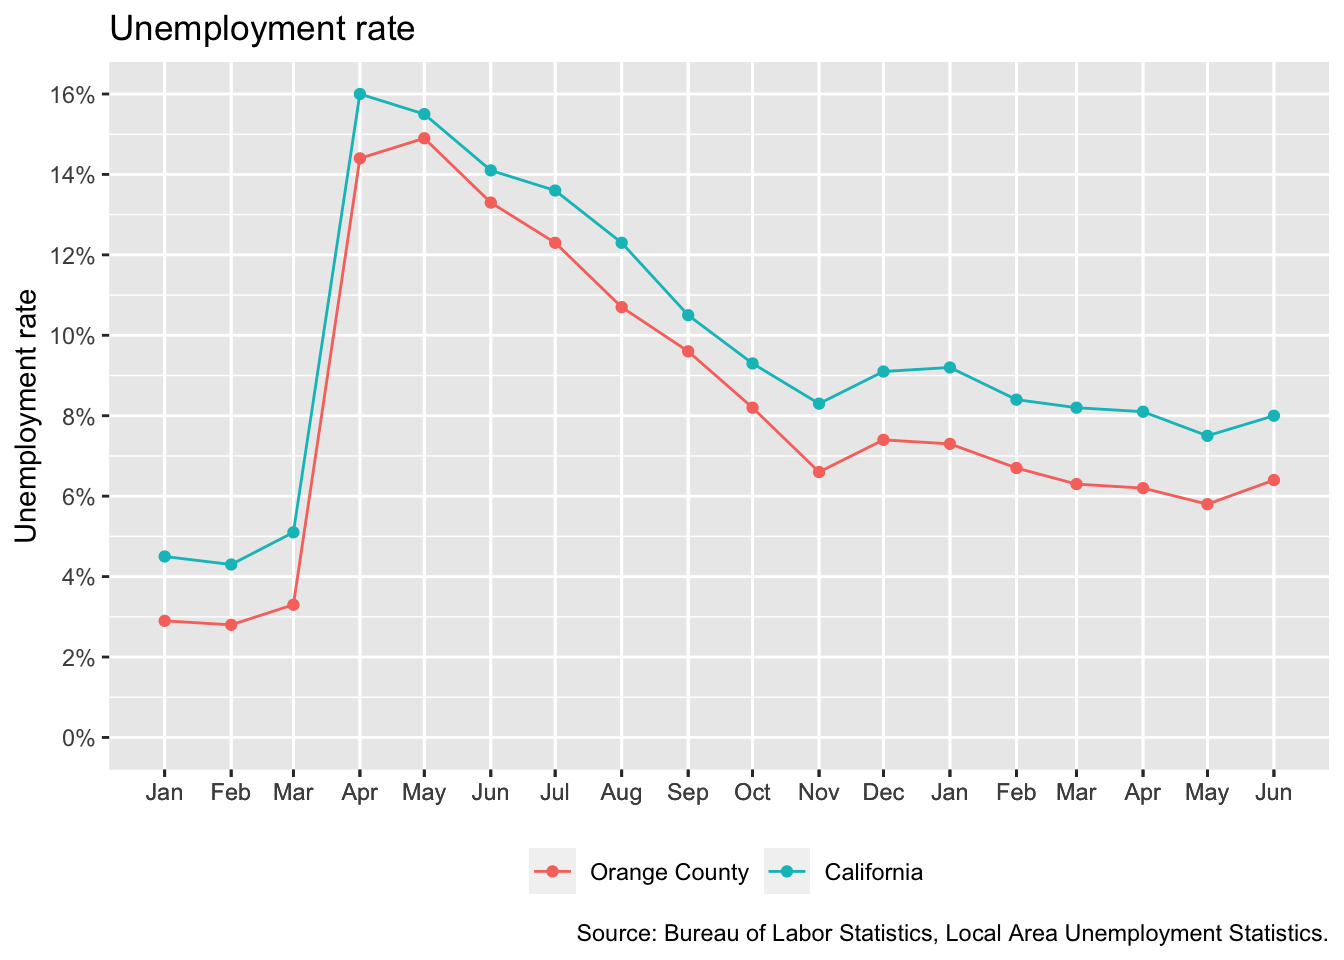 Unemployment rate
Unemployment rate
16%
14%
12%
10%
8%
6%
4%
2%
0%
Jan Feb Mar Apr May Jun Jul Aug Sep Oct Nov Dec Jan Feb Mar Apr May Jun
Orange County California
Source: Bureau of Labor Statistics, Local Area Unemployment Statistics.